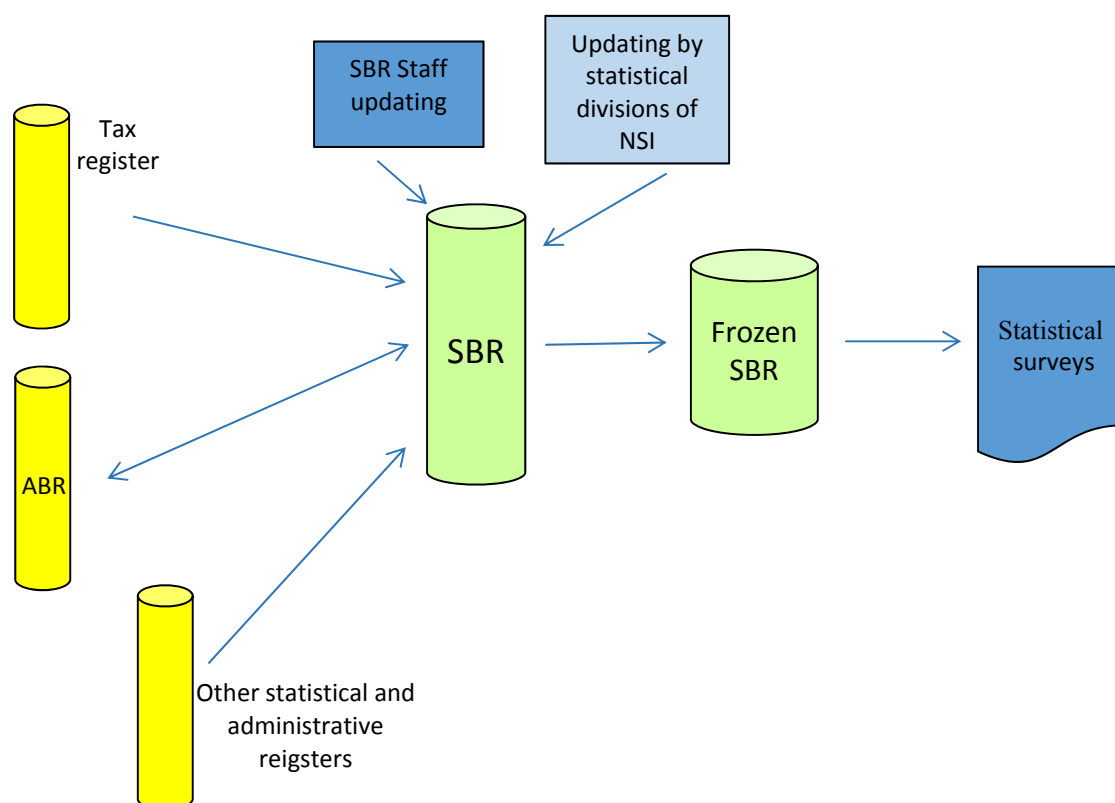 SBR Staff
updating
Updating by
statistical
divisions of
NSI
Tax
register
SBR
Frozen
SBR
Statistical
surveys
ABR
Other statistical and
administrative
reigsters